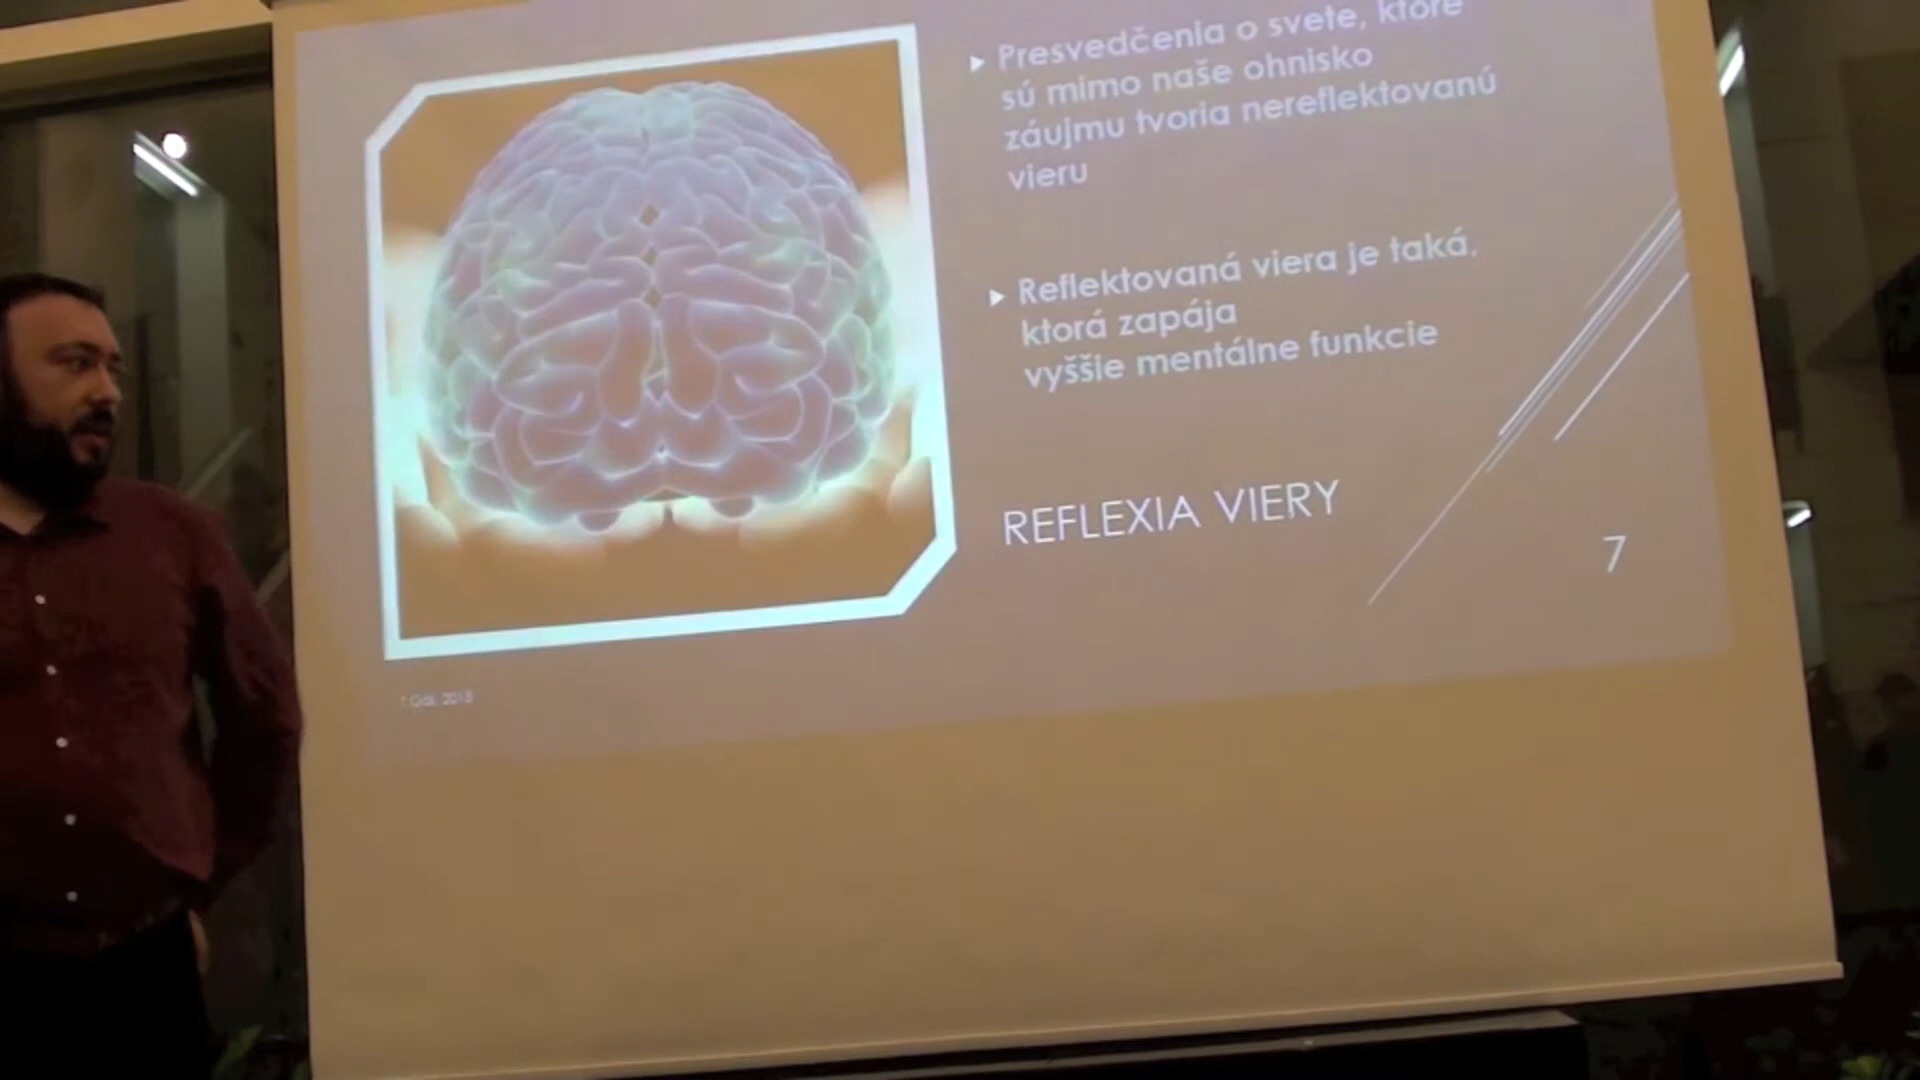 Presvedčenia o svete, ktoré
sú mimo naše ohnisko
záujmu tvoria nereflektovanú
vieru
Reflektovaná viera je taká,
ktorá zapája
vyššie mentálne funkcie
REFLEXIA VIERY
7
2018